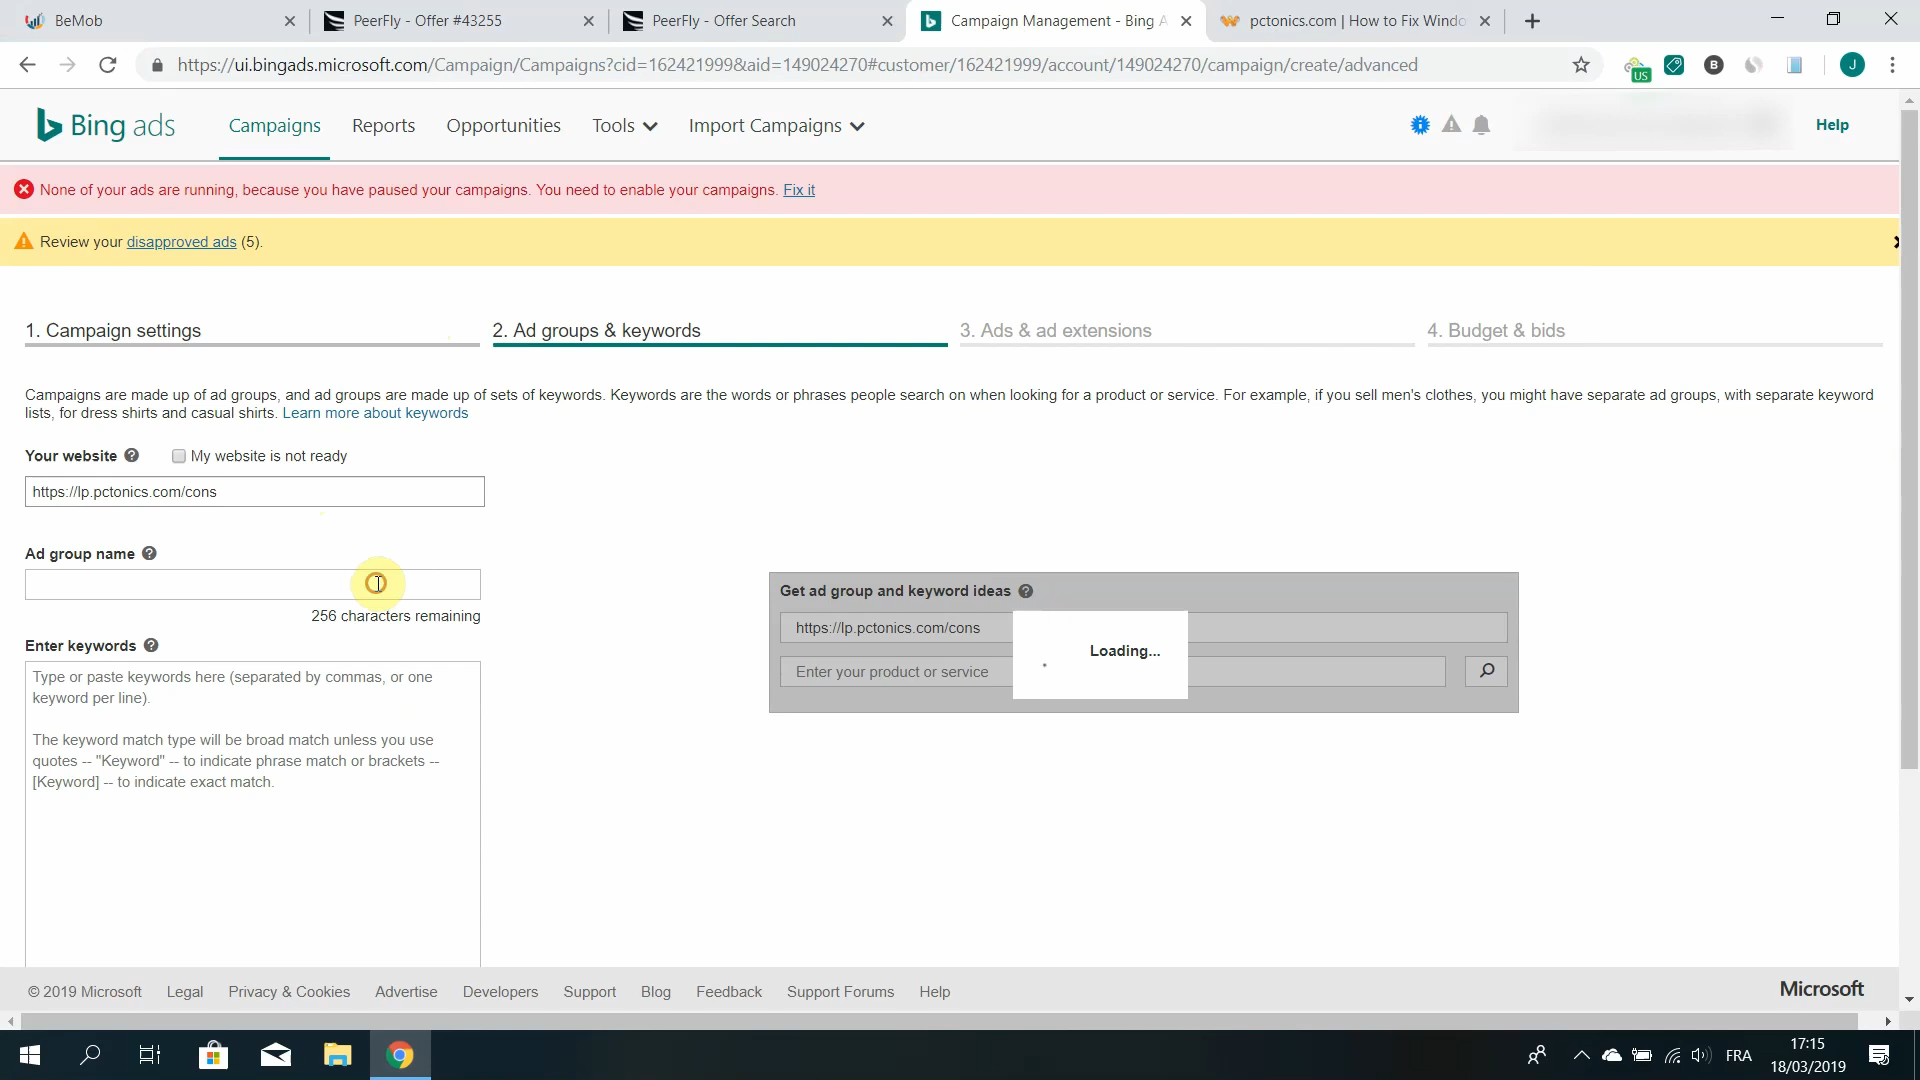 BeMob
PeerFly - Offer #43255
PeerFly - Offer Search
Campaign Management - Bing A
pctonics.com | How to Fix Windo
https://ui.bingads.microsoft.com/Campaign/Campaigns?cid=162421999&aid=149024270#customer/162421999/account/149024270/campaign/create/advanced
US
B
J
Bing ads
Campaigns
Reports
Opportunities
Tools
Import Campaigns
Help
None of your ads are running, because you have paused your campaigns. You need to enable your campaigns. Fix it
Review your disapproved ads (5).
1. Campaign settings
2. Ad groups & keywords
3. Ads & ad extensions
4. Budget & bids
Campaigns are made up of ad groups, and ad groups are made up of sets of keywords. Keywords are the words or phrases people search on when looking for a product or service. For example, if you sell men's clothes, you might have separate ad groups, with separate keyword
lists, for dress shirts and casual shirts. Learn more about keywords
Your website
My website is not ready
https://lp.pctonics.com/cons
Ad group name
256 characters remaining
Enter keywords
Type or paste keywords here (separated by commas, or one
keyword per line).
The keyword match type will be broad match unless you use
quotes -- "Keyword" -- to indicate phrase match or brackets --
[Keyword] -- to indicate exact match.
Get ad group and keyword ideas
https://lp.pctonics.com/cons
Enter your product or service
Loading...
© 2019 Microsoft
Legal
Privacy & Cookies
Advertise
Developers
Support
Blog
Feedback
Support Forums
Help
Microsoft
FRA
17:15
18/03/2019